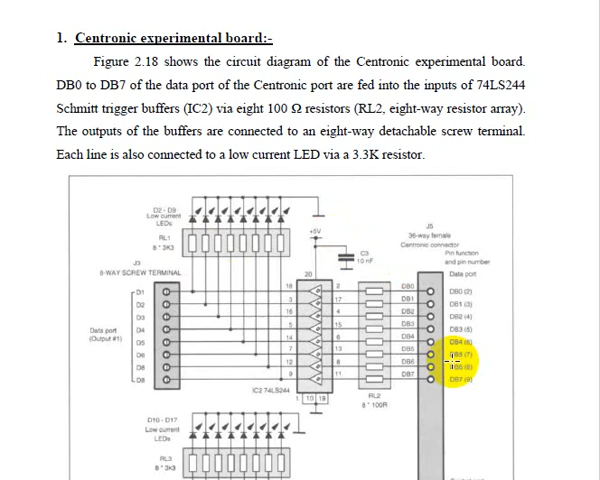 1. Centronic experimental board:-
Figure 2.18 shows the circuit diagram of the Centronic experimental board.
DB0 to DB7 of the data port of the Centronic port are fed into the inputs of 74LS244
Schmitt trigger buffers (IC2) via eight 100 Ω resistors (RL2, eight-way resistor array).
The outputs of the buffers are connected to an eight-way detachable screw terminal.
Each line is also connected to a low current LED via a 3.3K resistor.
D2 - D9
Low current
LEDs
RL1
8 * 3K3
J3
8-WAY SCREW TERMINAL
+5V
C3
10 nF
J5
36-way female
Centronic connector
Pin function
and pin number
Data port
20
D1 18 2 DB0 DB0 (2)
D2 3 17 DB1 DB1 (3)
D3 16 4 DB2 DB2 (4)
Data port
(Output #1)
D4 5 15 DB3 DB3 (5)
D5 14 6 DB4 DB4 (6)
D6 7 13 DB5 DB5 (7)
D8 12 8 DB6 DB6 (8)
D8 9 11 DB7 DB7 (9)
IC2 74LS244
1 10 19
RL2
8 * 100R
D10 - D17
Low current
LEDs
RL3
8 * 3K3